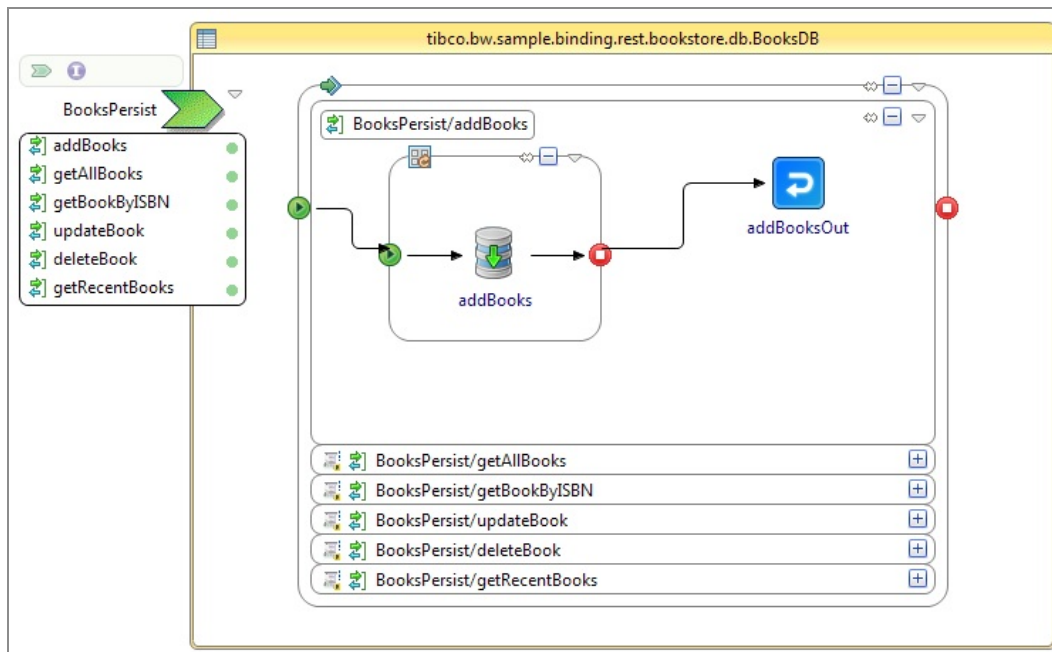 tibco.bw.sample.binding.rest.bookstore.db.BooksDB
BooksPersist
addBooks
getAllBooks
getBookByISBN
updateBook
deleteBook
getRecentBooks
BooksPersist/addBooks
addBooks
addBooksOut
BooksPersist/getAllBooks
BooksPersist/getBookByISBN
BooksPersist/updateBook
BooksPersist/deleteBook
BooksPersist/getRecentBooks